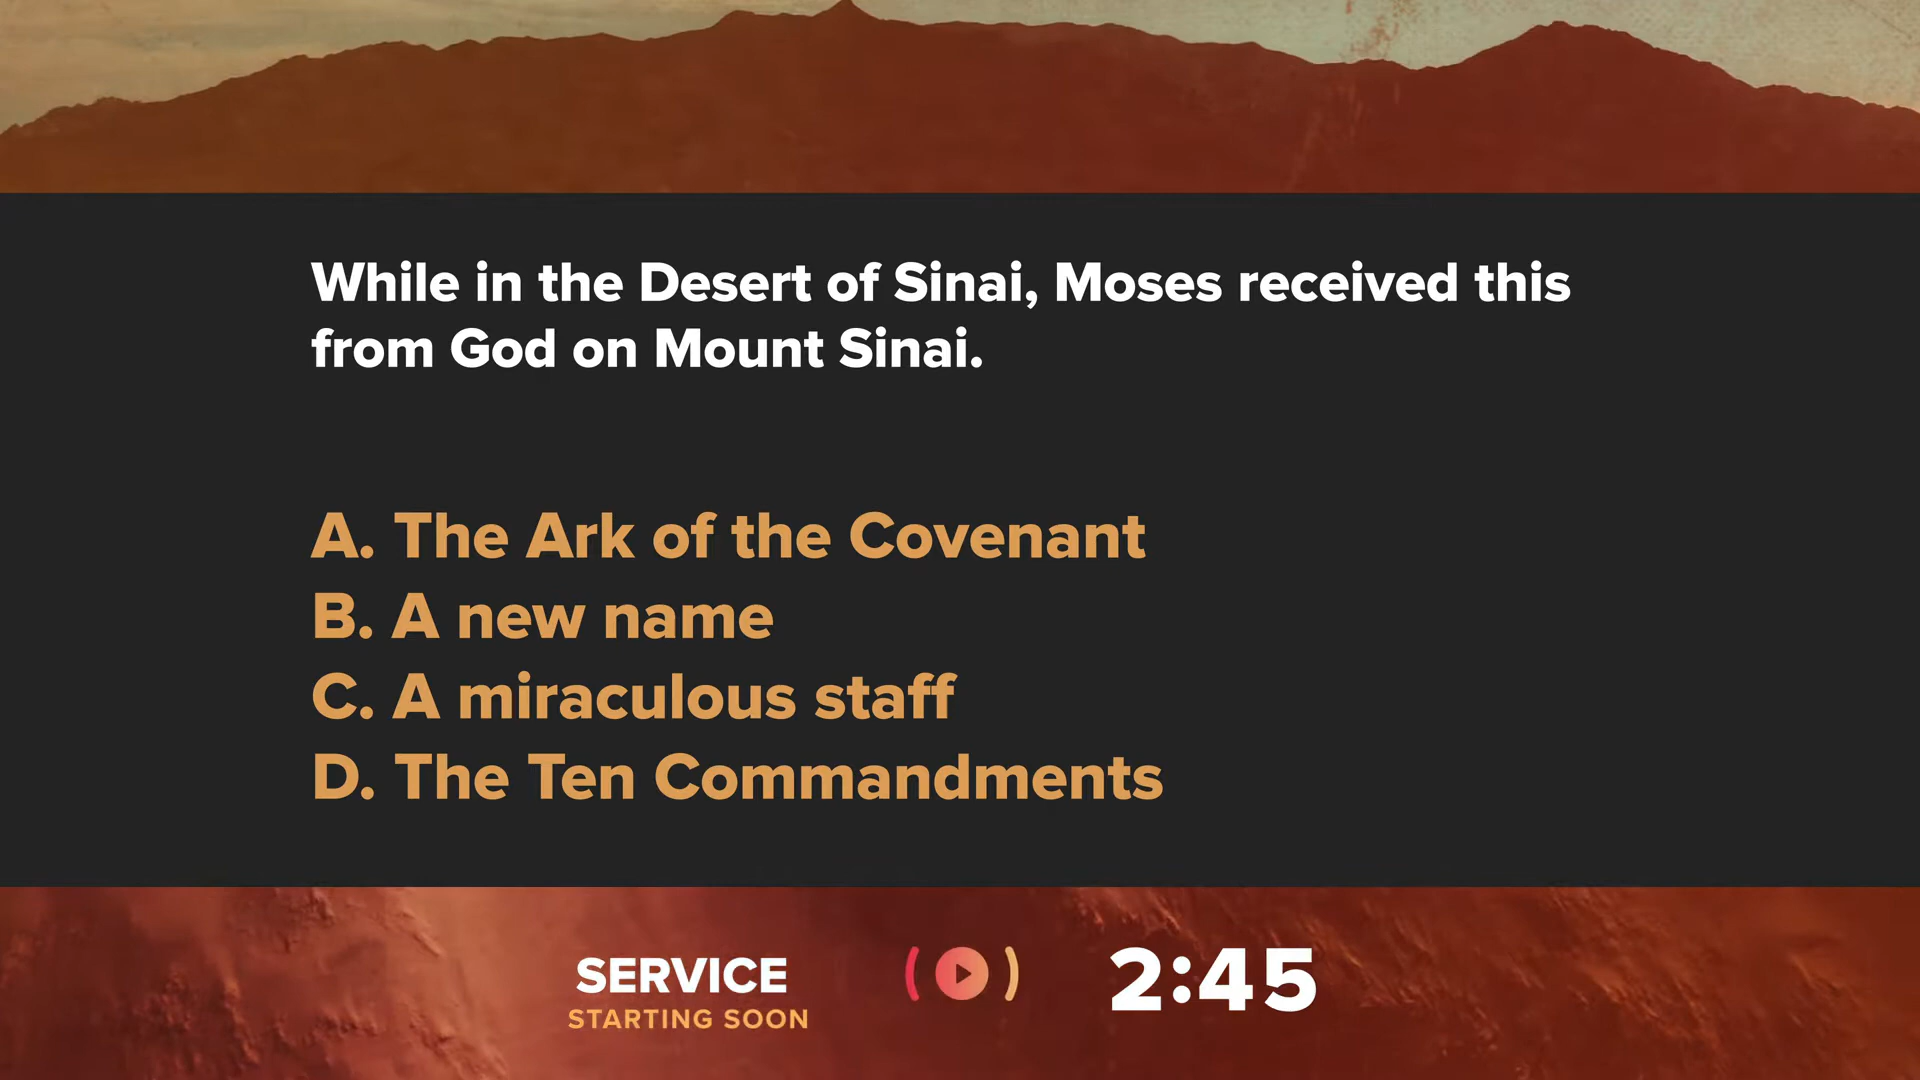 While in the Desert of Sinai, Moses received this
from God on Mount Sinai.
A. The Ark of the Covenant
B. A new name
C. A miraculous staff
D. The Ten Commandments
SERVICE
STARTING SOON
2:45